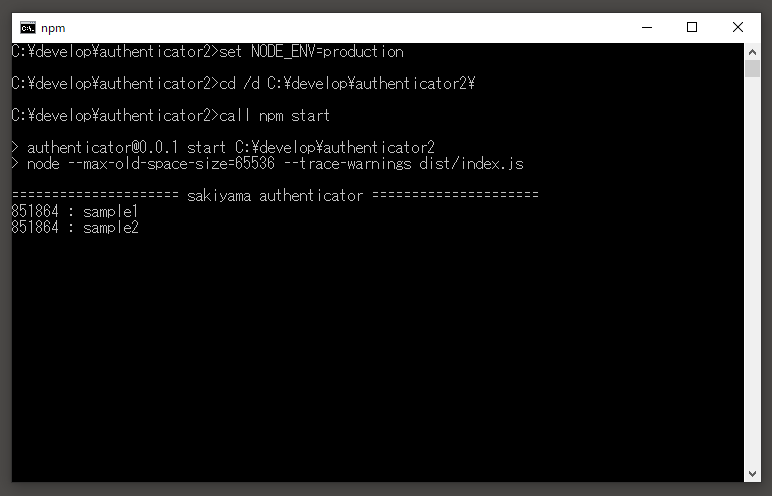 npm
C:¥develop¥authenticator2>set NODE_ENV=production
C:¥develop¥authenticator2>cd /d C:¥develop¥authenticator2¥
C:¥develop¥authenticator2>call npm start
> authenticator@0.0.1 start C:¥develop¥authenticator2
> node --max-old-space-size=65536 --trace-warnings dist/index.js
===================== sakiyama authenticator =====================
851864 : sample1
851864 : sample2